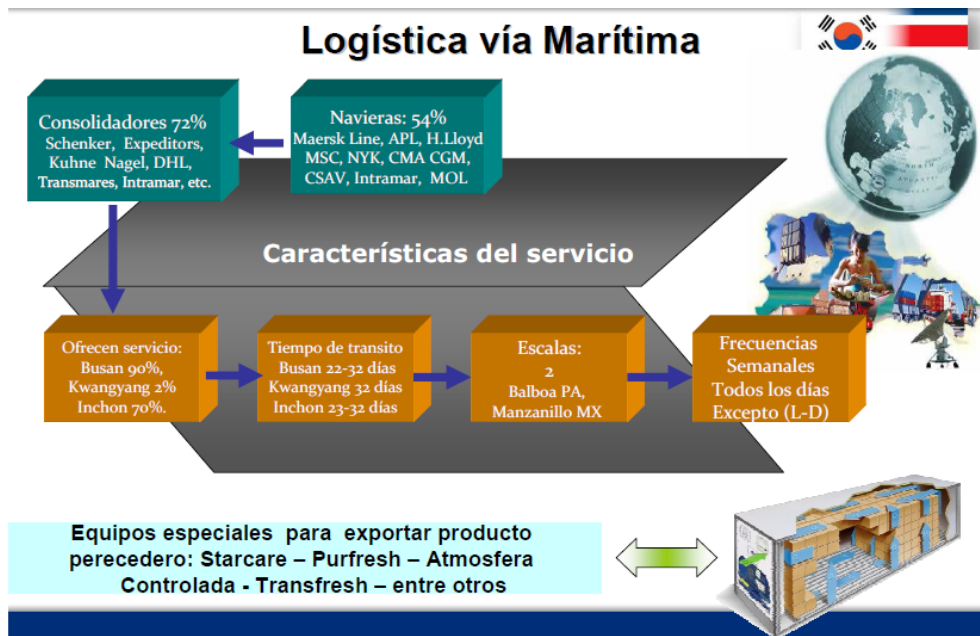 Logística vía Marítima
Consolidadores 72%
Schenker, Expeditors,
Kuhne Nagel, DHL,
Transmares, Intramar, etc.
Navieras: 54%
Maersk Line, APL, H.Lloyd
MSC, NYK, CMA CGM,
CSAV, Intramar, MOL
Características del servicio
Ofrecen servicio:
Busan 90%,
Kwangyang 2%
Inchon 70%.
Tiempo de transito
Busan 22-32 días
Kwangyang 32 días
Inchon 23-32 días
Escalas:
2
Balboa PA,
Manzanillo MX
Frecuencias
Semanales
Todos los días
Excepto (L-D)
Equipos especiales para exportar producto
perecedero: Starcare – Purfresh – Atmosfera
Controlada - Transfresh – entre otros